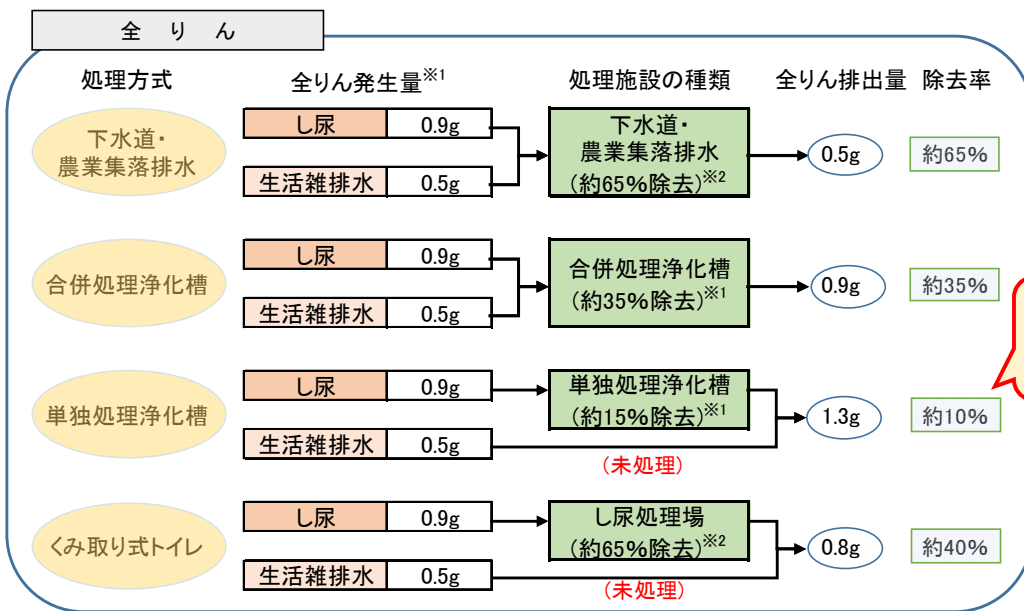 全 り ん
処理方式 全りん発生量※1 処理施設の種類 全りん排出量 除去率
下水道・
農業集落排水
し尿 0.9g
生活雑排水 0.5g
下水道・
農業集落排水
(約65%除去)※2
0.5g
約65%
合併処理浄化槽
し尿 0.9g
生活雑排水 0.5g
合併処理浄化槽
(約35%除去)※1
0.9g
約35%
単独処理浄化槽
し尿 0.9g
生活雑排水 0.5g
単独処理浄化槽
(約15%除去)※1
(未処理)
1.3g
約10%
くみ取り式トイレ
し尿 0.9g
生活雑排水 0.5g
し尿処理場
(約65%除去)※2
(未処理)
0.8g
約40%